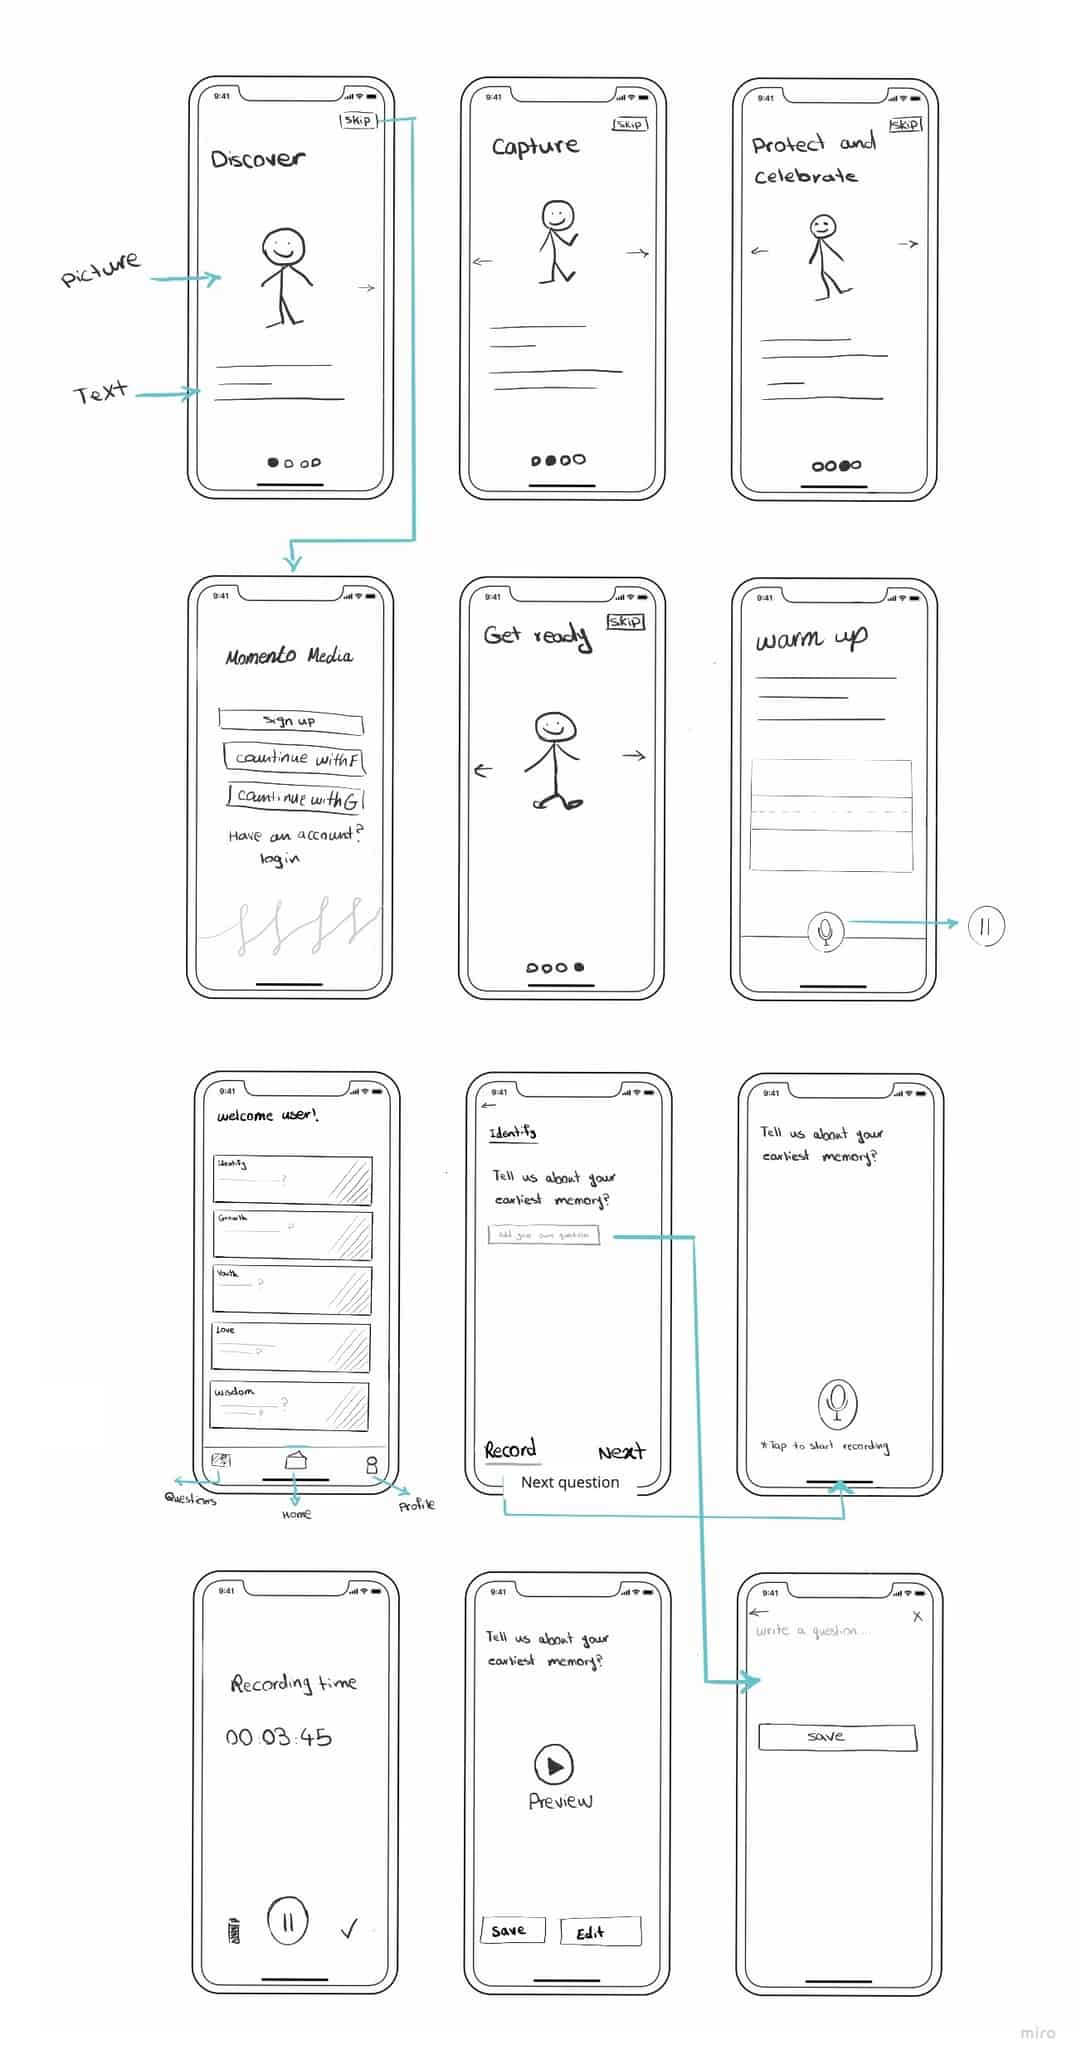 9:41
Skip
Discover
picture
Text
9:41
Skip
Capture
9:41
Skip
Protect and
Celebrate
9:41
Momento Media
Sign up
countinue with F
countinue with G
Have an account?
login
9:41
Skip
Get ready
9:41
warm up
9:41
welcome user!
Identify
?
Growth
?
Youth
?
Love
?
wisdom
?
?
Questions
Home
Profile
9:41
Identify
Tell us about your
earliest memory?
Add your own question
Record
Next
Next question
9:41
Tell us about your
earliest memory?
*Tap to start recording
9:41
Recording time
00:03:45
9:41
Tell us about your
earliest memory?
Preview
Save
Edit
9:41
X
write a question...
save
miro